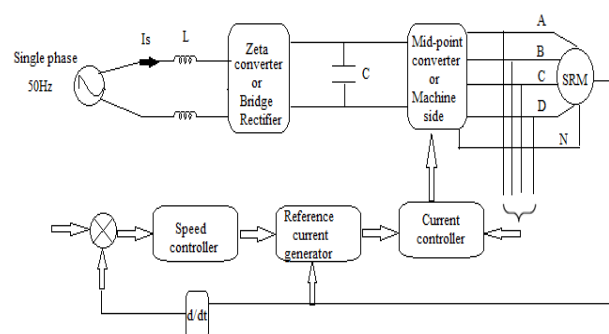 Single phase
50Hz
Is
L
Zeta
converter
or
Bridge
Rectifier
C
Mid-point
converter
or
Machine
side
A
B
C
D
N
SRM
Speed
controller
Reference
current
generator
Current
controller
d/dt